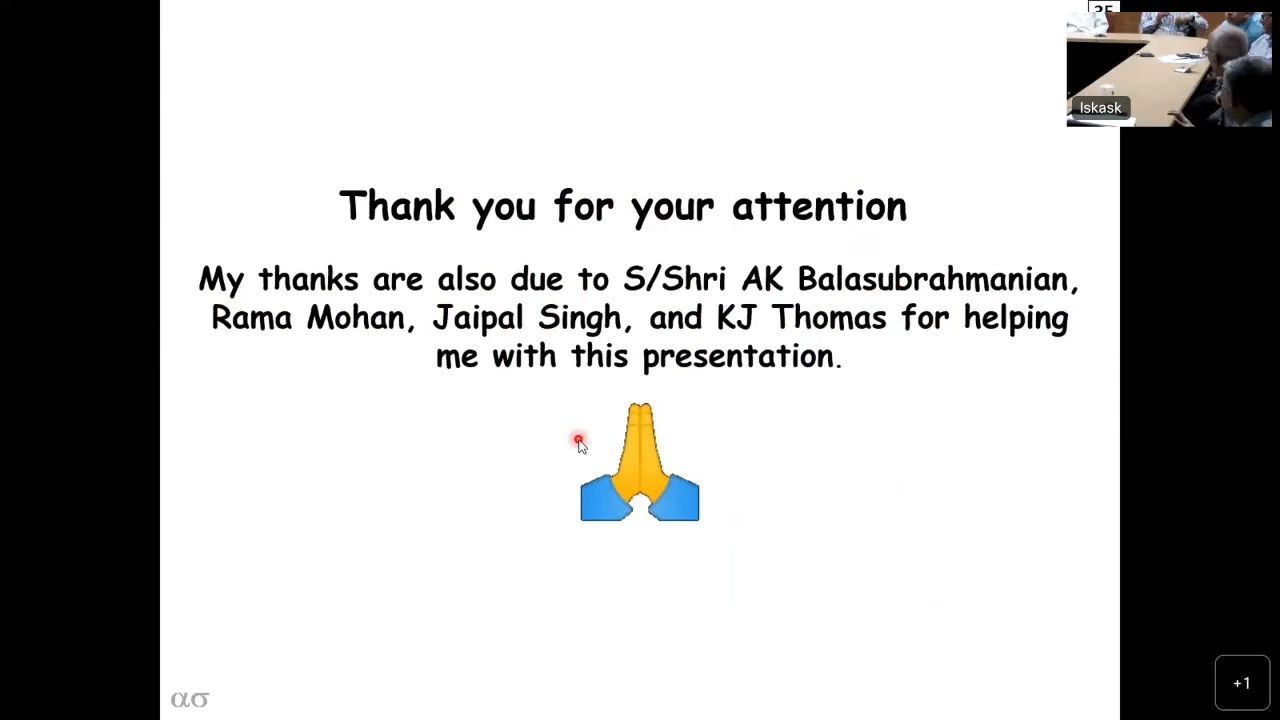 35
Iskask
Thank you for your attention
My thanks are also due to S/Shri AK Balasubrahmanian,
Rama Mohan, Jaipal Singh, and KJ Thomas for helping
me with this presentation.
ασ
+1